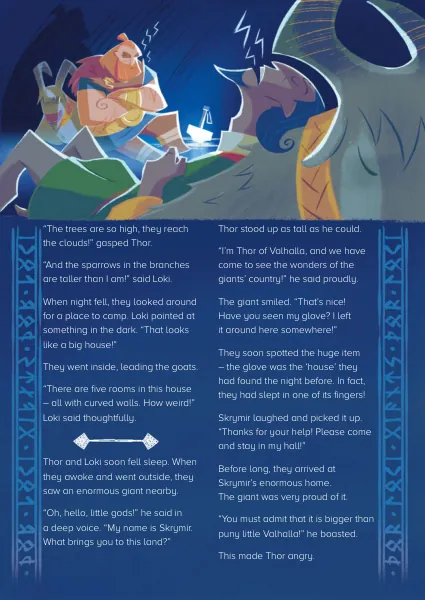 "The trees are so high, they reach
the clouds!" gasped Thor.
"And the sparrows in the branches
are taller than I am!" said Loki.
When night fell, they looked around
for a place to camp. Loki pointed at
something in the dark. "That looks
like a big house!"
They went inside, leading the goats.
"There are five rooms in this house
– all with curved walls. How weird!"
Loki said thoughtfully.
Thor and Loki soon fell sleep. When
they awoke and went outside, they
saw an enormous giant nearby.
"Oh, hello, little gods!" he said in
a deep voice. "My name is Skrymir.
What brings you to this land?"
Thor stood up as tall as he could.
"I'm Thor of Valhalla, and we have
come to see the wonders of the
giants' country!" he said proudly.
The giant smiled. "That's nice!
Have you seen my glove? I left
it around here somewhere!"
They soon spotted the huge item
– the glove was the 'house' they
had found the night before. In fact,
they had slept in one of its fingers!
Skrymir laughed and picked it up.
"Thanks for your help! Please come
and stay in my hall!"
Before long, they arrived at
Skrymir's enormous home.
The giant was very proud of it.
"You must admit that it is bigger than
puny little Valhalla!" he boasted.
This made Thor angry.